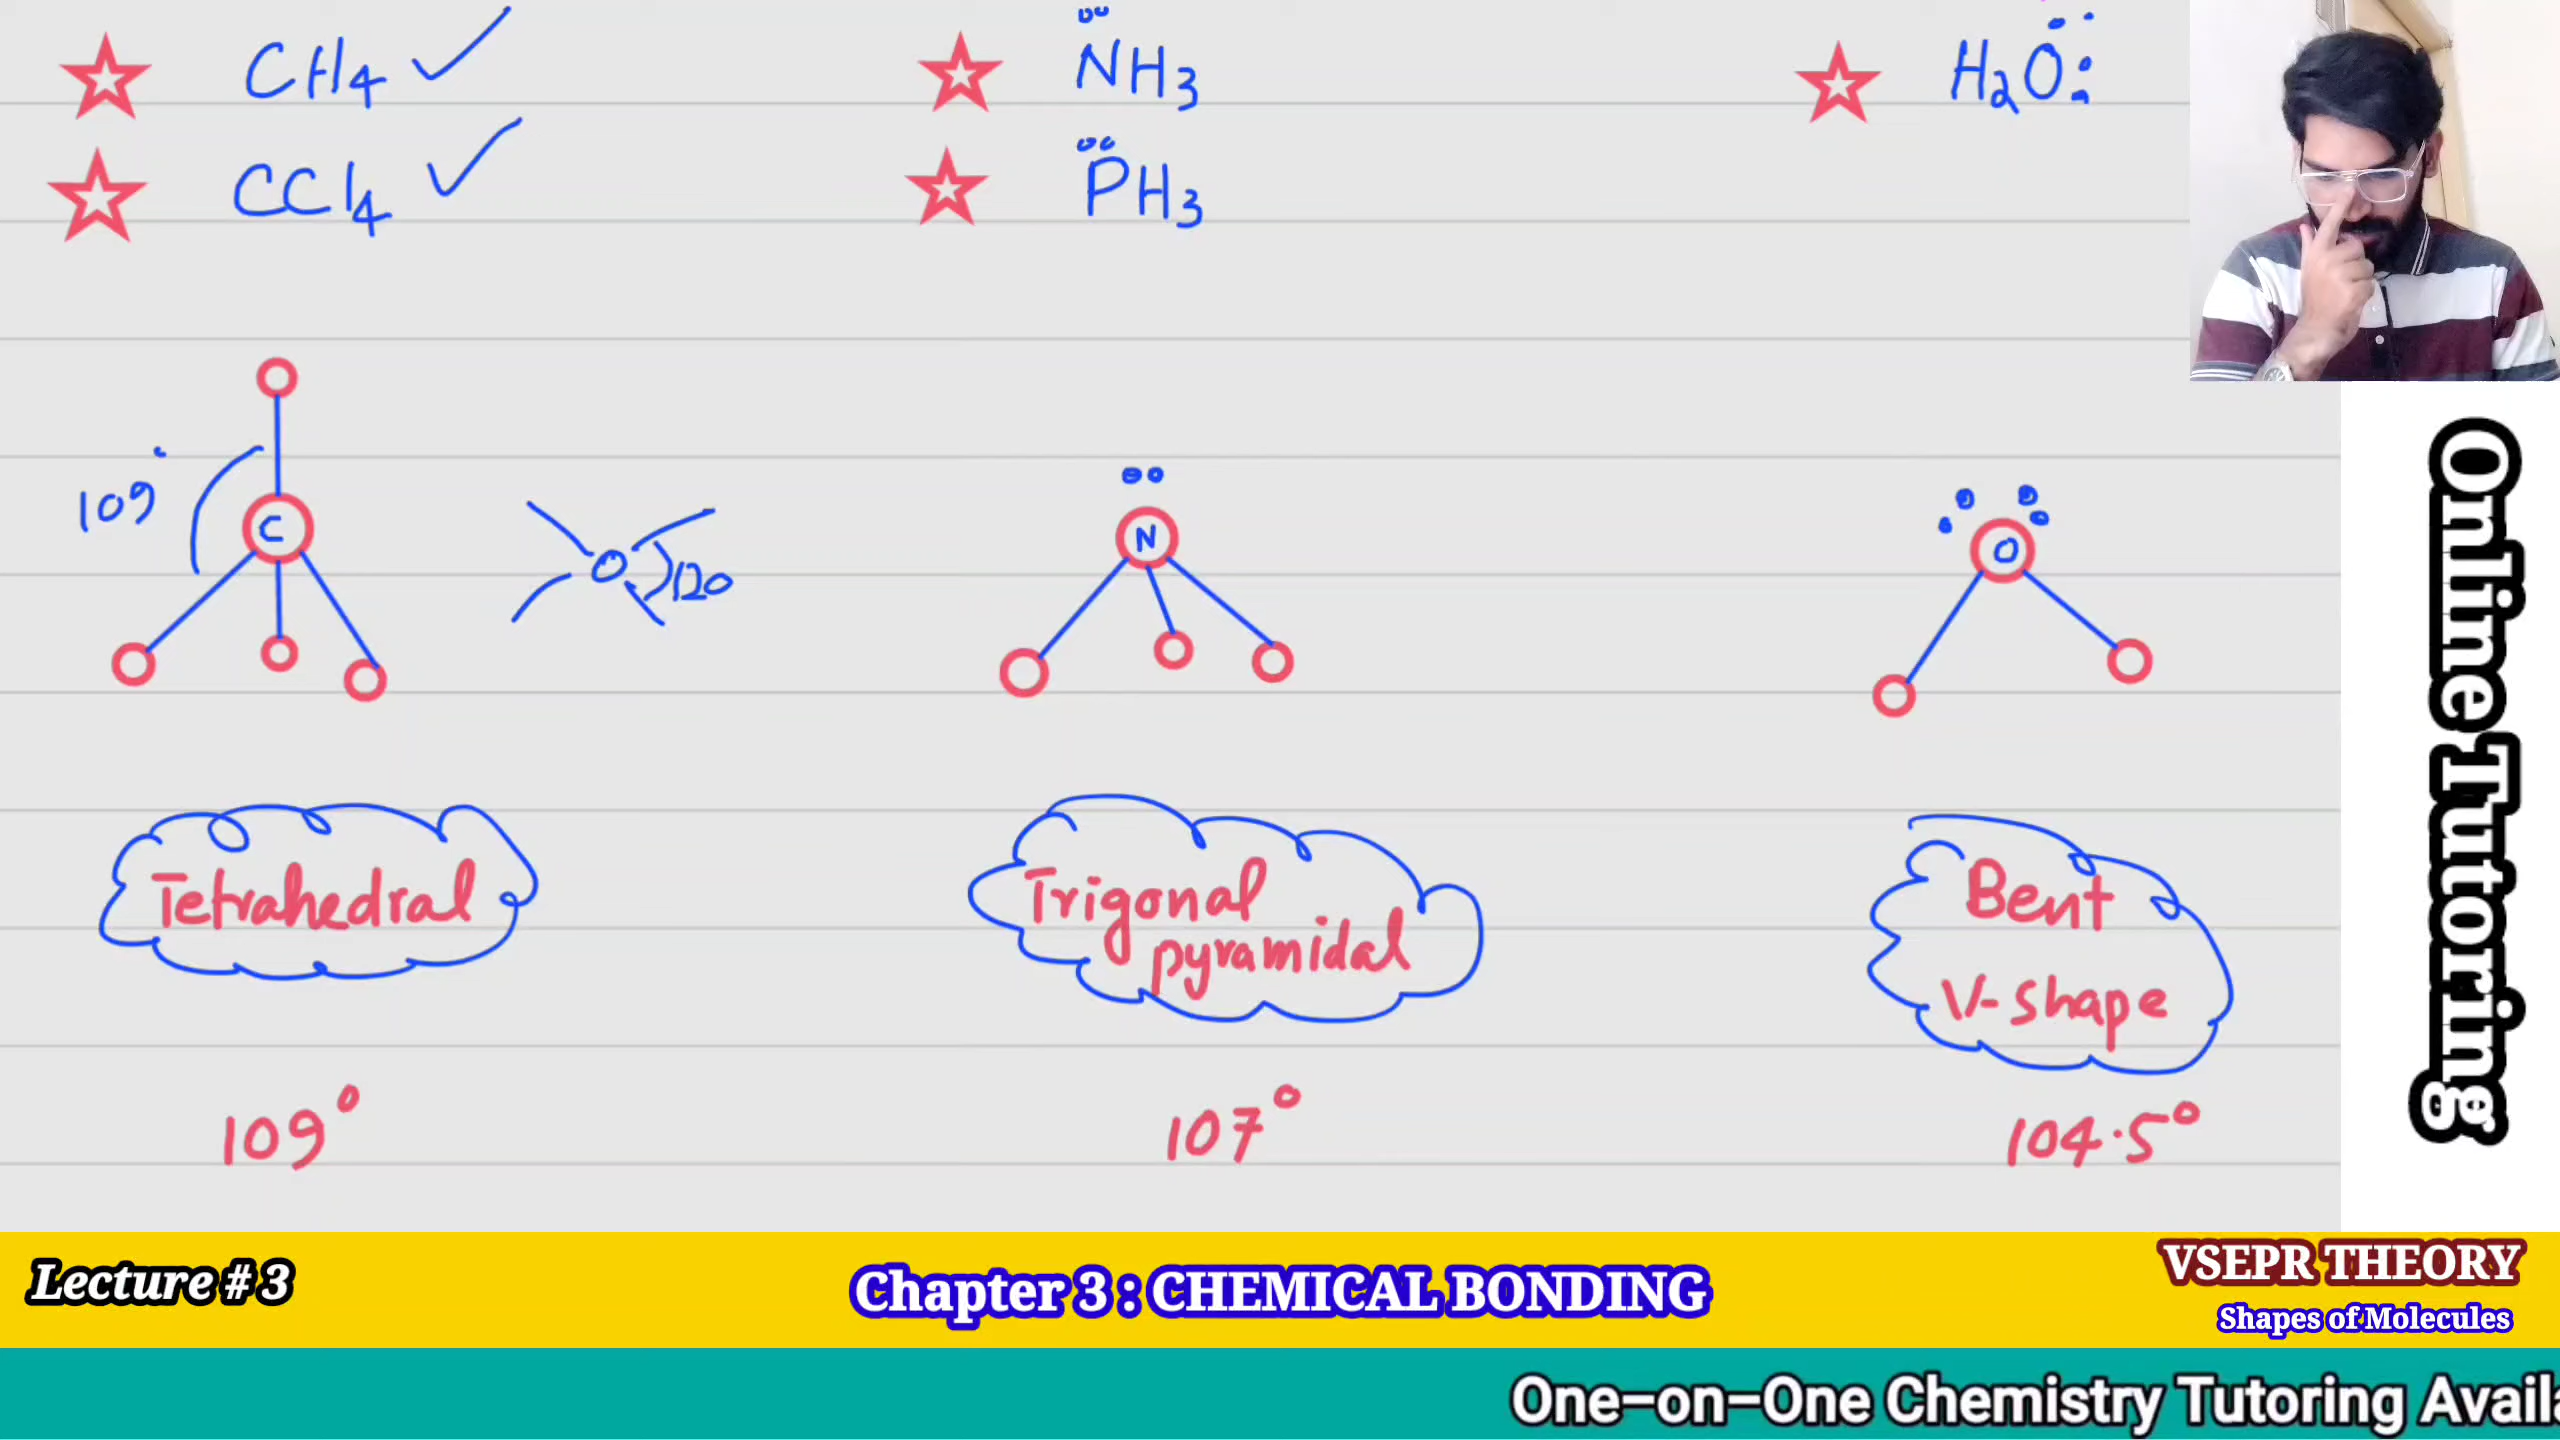 CH4
CCl4
NH3
PH3
H2O
109°
C
O
120
N
O
Tetrahedral
Trigonal
pyramidal
Bent
V-shape
109°
107°
104.5°
Online Tutoring
Lecture # 3
Chapter 3 : CHEMICAL BONDING
VSEPR THEORY
Shapes of Molecules
One-on-One Chemistry Tutoring